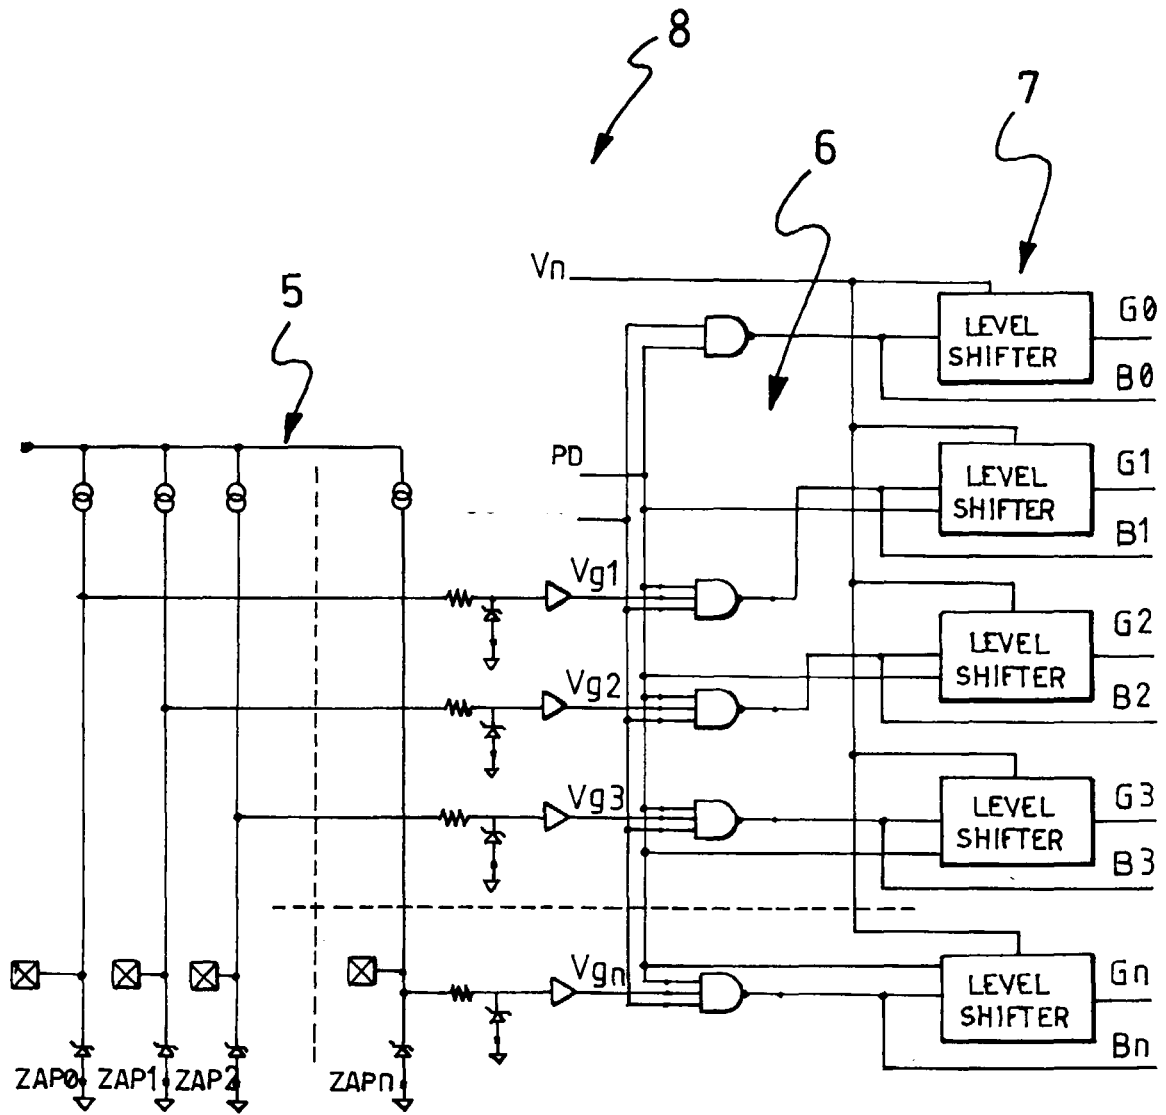 8
7
6
Vn
5
G0
LEVEL
SHIFTER
B0
PD
G1
LEVEL
SHIFTER
B1
Vg1
G2
LEVEL
SHIFTER
B2
Vg2
G3
LEVEL
SHIFTER
B3
Vg3
Gn
LEVEL
SHIFTER
Bn
Vgn
ZAP0 ZAP1 ZAP2 ZAPn